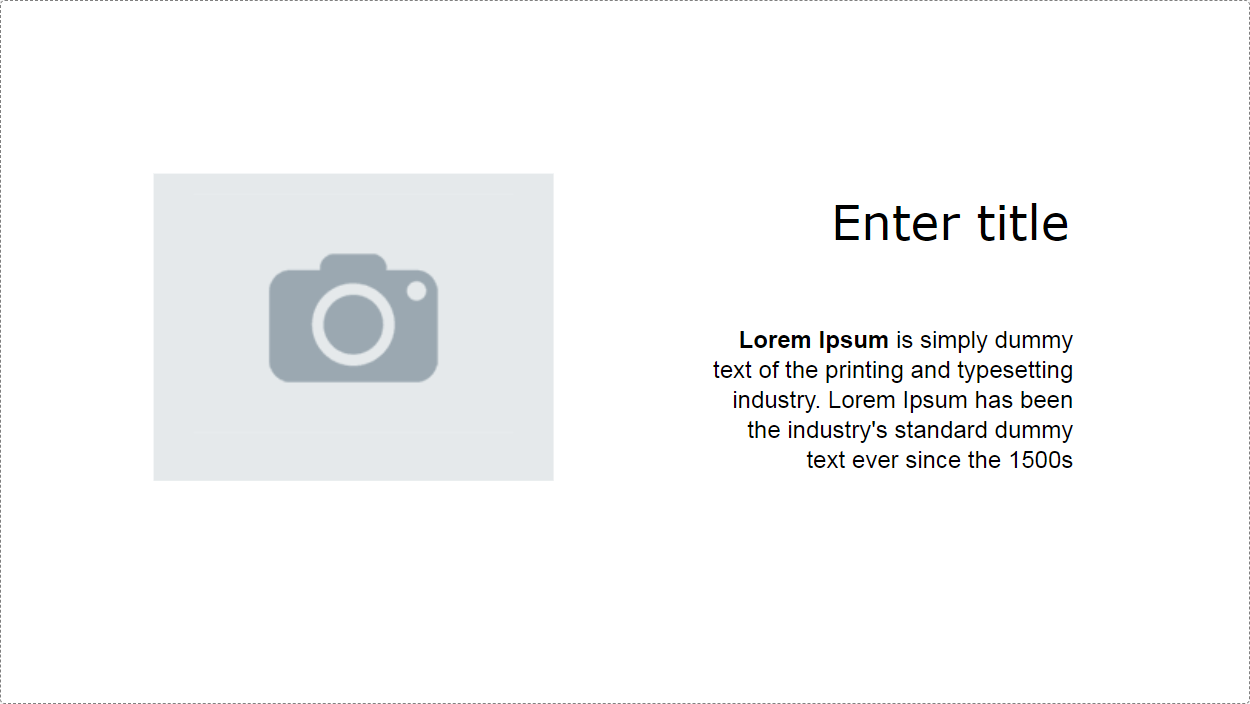 Enter title
Lorem Ipsum is simply dummy
text of the printing and typesetting
industry. Lorem Ipsum has been
the industry's standard dummy
text ever since the 1500s